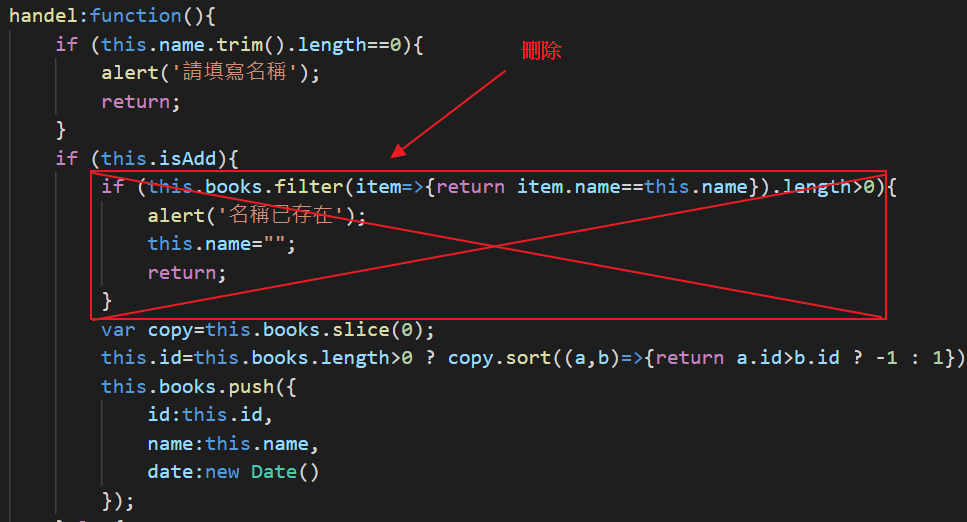 handel:function(){
if (this.name.trim().length==0){
刪除
alert('請填寫名稱');
return;
}
if (this.isAdd){
if (this.books.filter(item=>{return item.name==this.name}).length>0){
alert('名稱已存在');
this.name="";
return;
}
var copy=this.books.slice(0);
this.id=this.books.length>0 ? copy.sort((a,b)=>{return a.id>b.id ? -1 : 1})
this.books.push({
id:this.id,
name:this.name,
date:new Date()
});